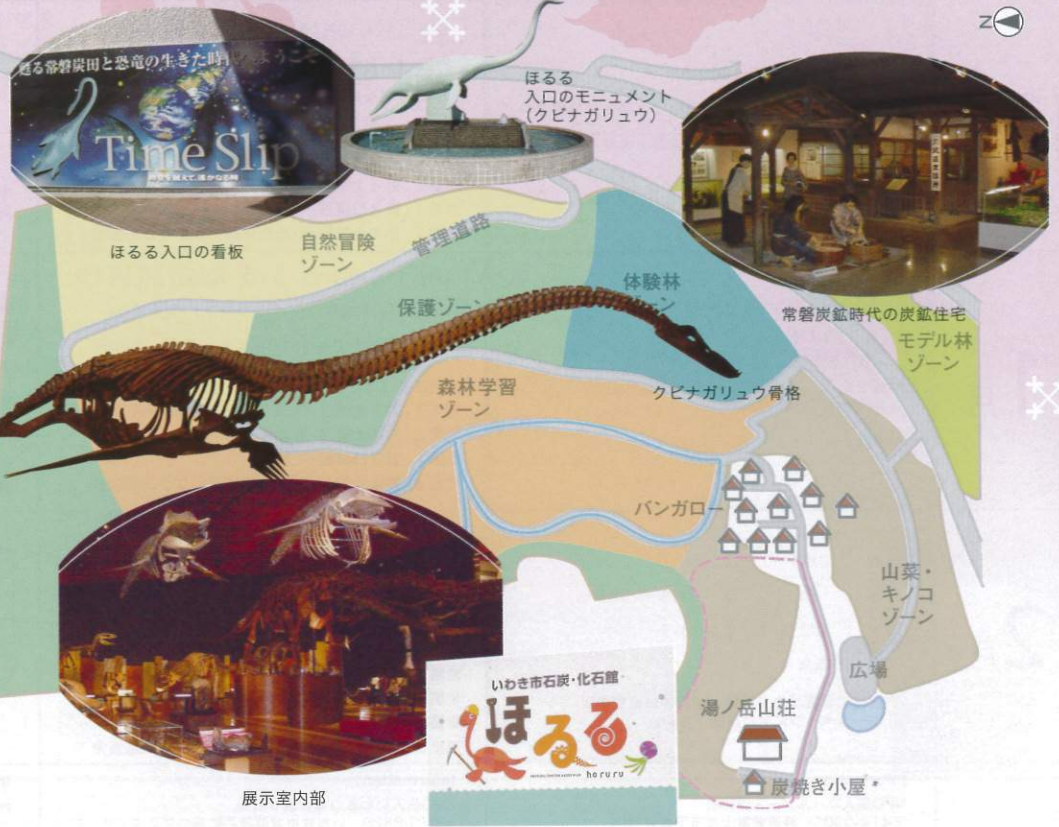 N
甦る常磐炭田と恐竜の生きた時
ようこそ
Time Slip
ほるる入口の看板
ほるる
入口のモニュメント
(クビナガリュウ)
自然冒険
ゾーン
管理道路
保護ゾーン
体験林
ゾーン
常磐炭鉱時代の炭鉱住宅
モデル林
ゾーン
森林学習
ゾーン
クビナガリュウ骨格
バンガロー
山菜・
キノコ
ゾーン
広場
湯ノ岳山荘
炭焼き小屋*
いわき市石炭・化石館
ほるる
horuru
展示室内部